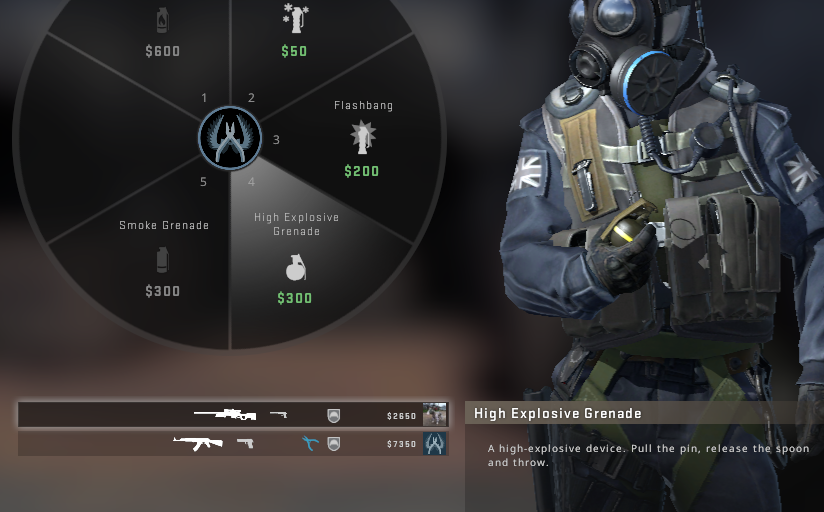 $600
$50
1
2
Flashbang
3
$200
5
4
Smoke Grenade
High Explosive
Grenade
$300
$300
$2650
High Explosive Grenade
$7350
A high-explosive device. Pull the pin, release the spoon
and throw.